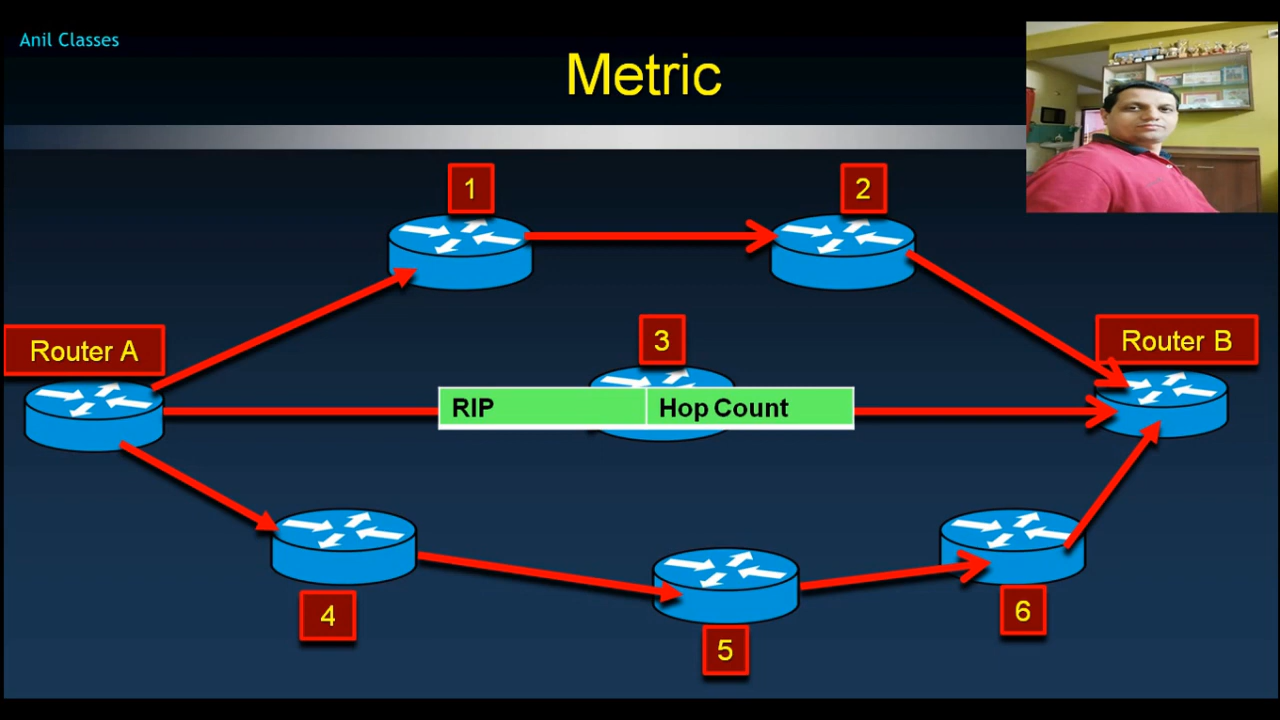 Anil Classes
Metric
1
2
Router A
3
Router B
RIP Hop Count
4
6
5